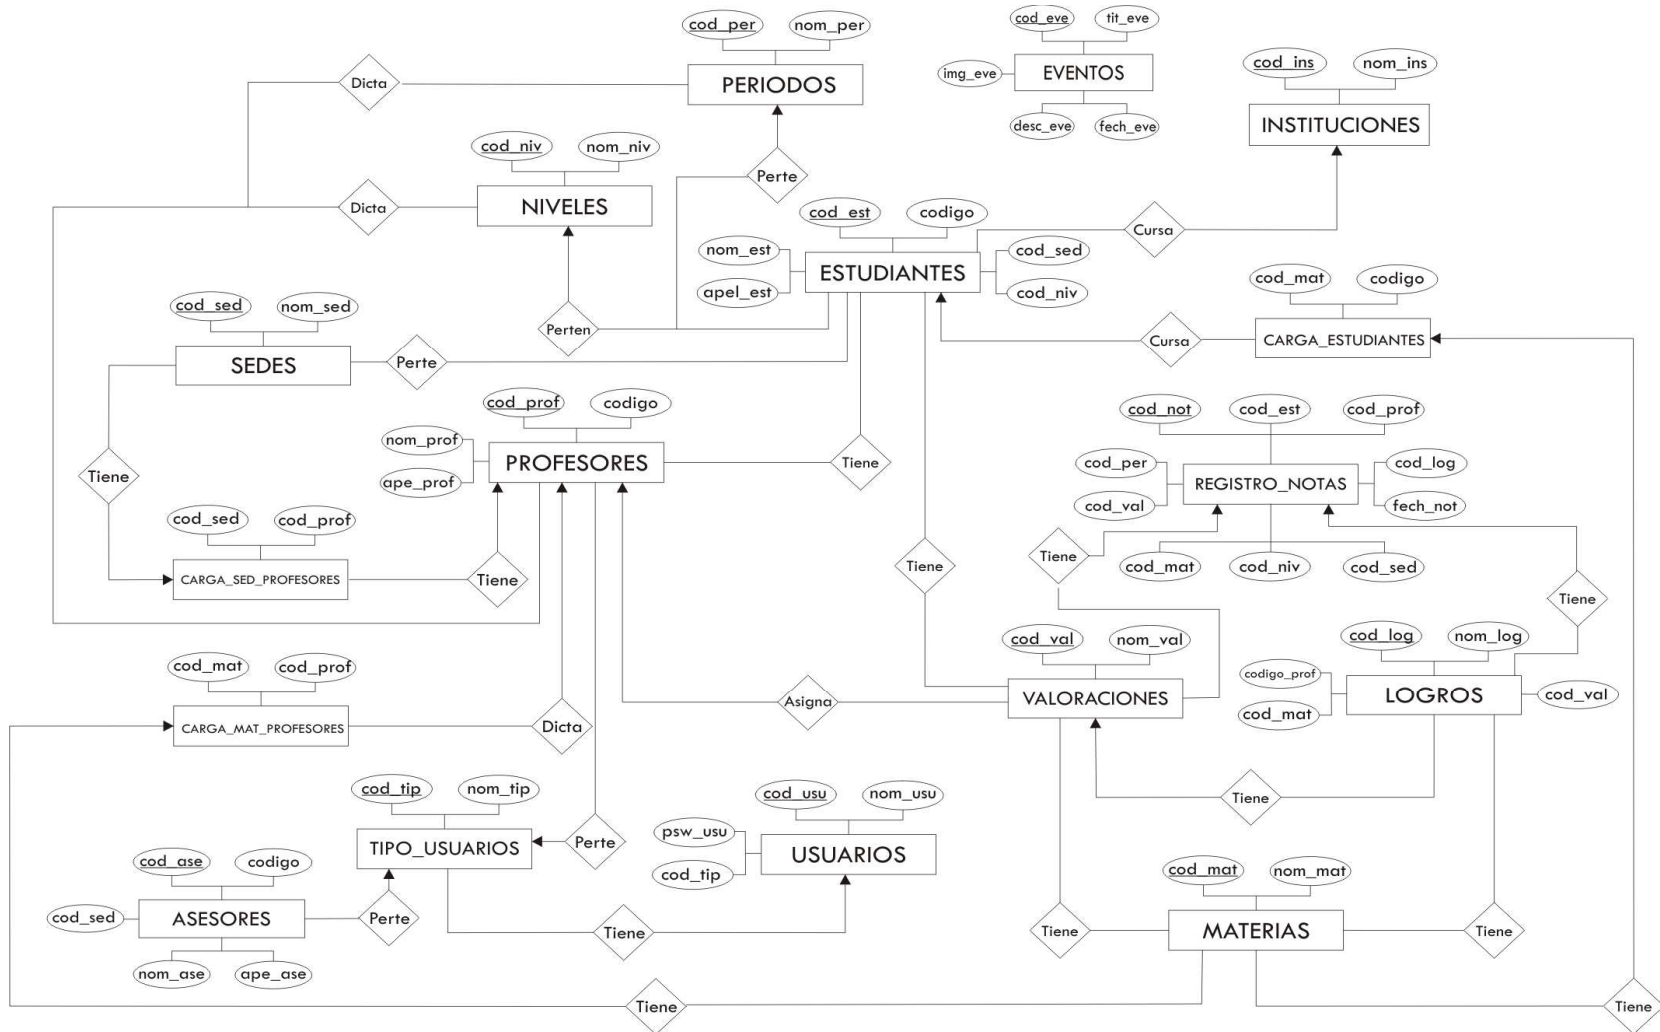 cod_per nom_per
PERIODOS
Dicta
cod_eve tit_eve
img_eve EVENTOS
desc_eve fech_eve
cod_ins nom_ins
INSTITUCIONES
cod_niv nom_niv
NIVELES
Dicta
Perte
cod_est codigo
nom_est
apel_est
ESTUDIANTES
cod_sed
cod_niv
Cursa
cod_mat codigo
CARGA_ESTUDIANTES
Cursa
Perten
cod_sed nom_sed
SEDES
Perte
Tiene
cod_prof codigo
nom_prof
ape_prof
PROFESORES
Tiene
cod_not cod_est cod_prof
cod_per
cod_val
REGISTRO_NOTAS
cod_log
fech_not
cod_mat cod_niv cod_sed
Tiene
cod_sed cod_prof
CARGA_SED_PROFESORES
Tiene
Tiene
Tiene
cod_mat cod_prof
CARGA_MAT_PROFESORES
Dicta
Asigna
cod_val nom_val
VALORACIONES
cod_log nom_log
codigo_prof
cod_mat
LOGROS
cod_val
Tiene
cod_tip nom_tip
TIPO_USUARIOS
Perte
cod_usu nom_usu
psw_usu
cod_tip
USUARIOS
cod_ase codigo
cod_sed ASESORES
nom_ase ape_ase
Perte
Tiene
Tiene
cod_mat nom_mat
MATERIAS
Tiene
Tiene
Tiene